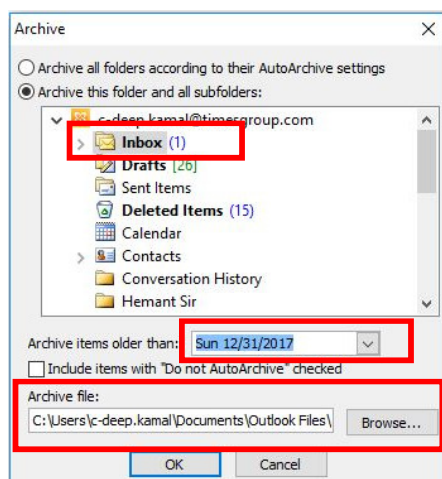 Archive
Archive all folders according to their AutoArchive settings
Archive this folder and all subfolders:
c-deep.kamal@timesgroup.com
Inbox (1)
Drafts [26]
Sent Items
Deleted Items (15)
Calendar
Contacts
Conversation History
Hemant Sir
Archive items older than: Sun 12/31/2017
Include items with "Do not AutoArchive" checked
Archive file:
C:\Users\c-deep.kamal\Documents\Outlook Files\ Browse...
OK Cancel